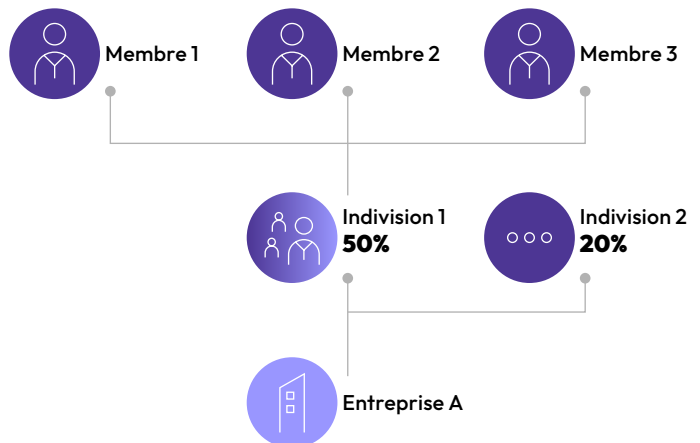 Membre 1
Membre 2
Membre 3
Indivision 1
50%
Indivision 2
20%
Entreprise A